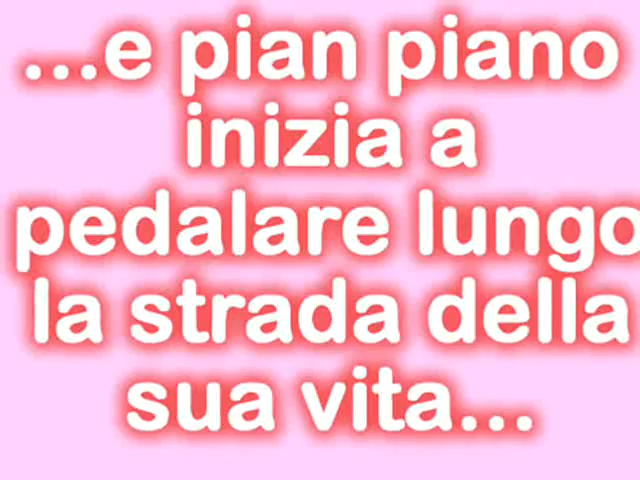 ...e pian piano
inizia a
pedalare lungo
la strada della
sua vita...